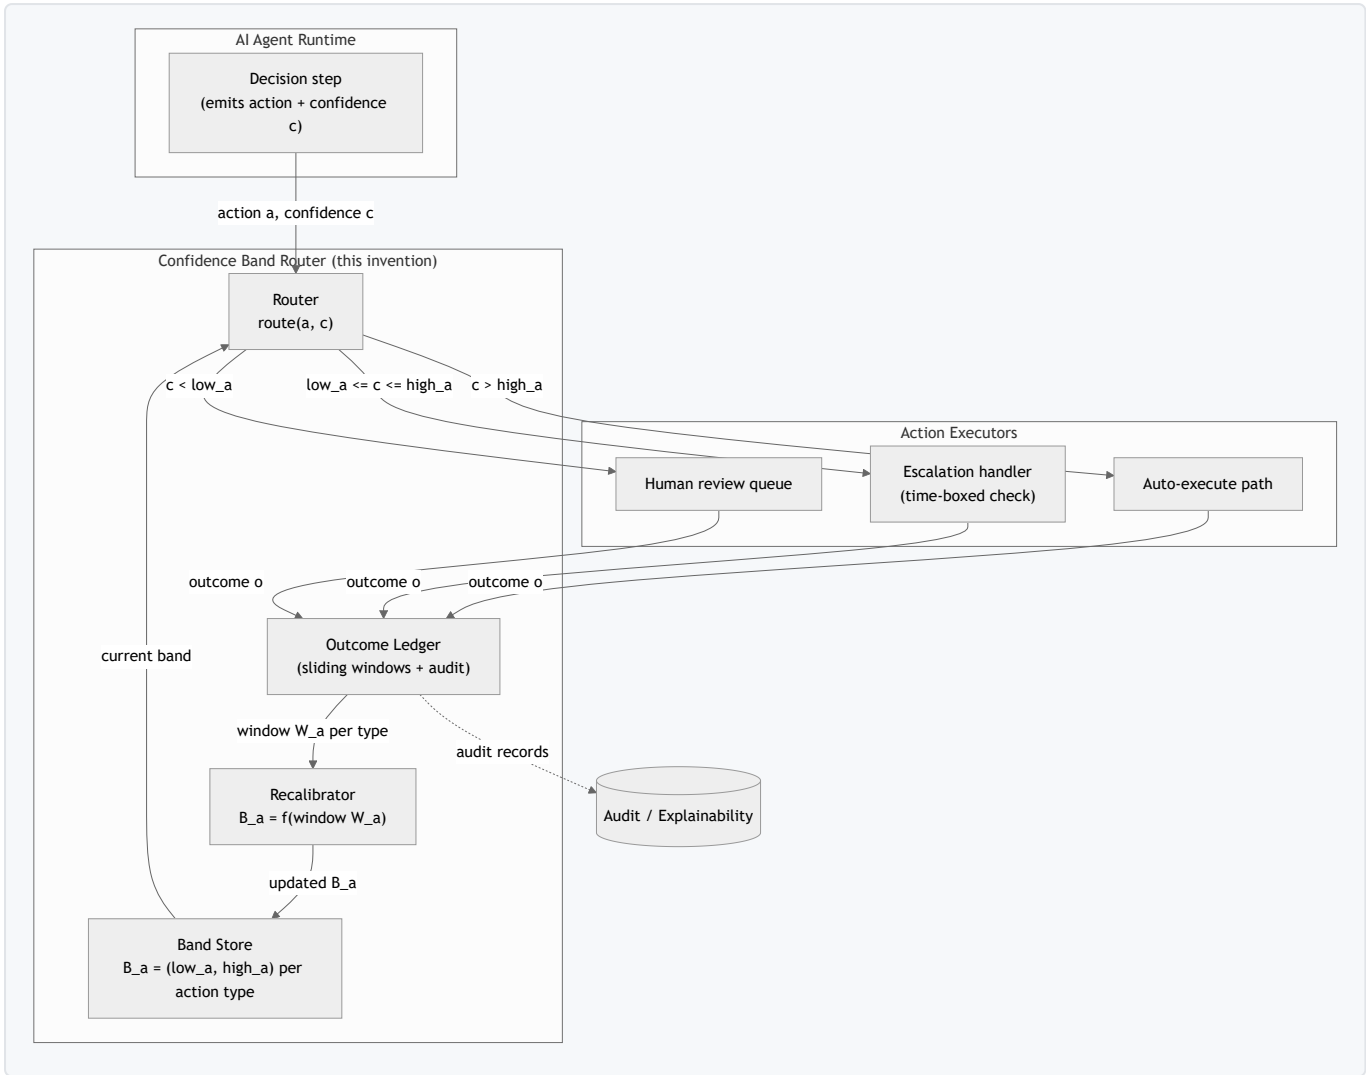 AI Agent Runtime
Decision step
(emits action + confidence
c)
action a, confidence c
Confidence Band Router (this invention)
Router
route(a, c)
c < low_a
low_a <= c <= high_a
c > high_a
Action Executors
Human review queue
Escalation handler
(time-boxed check)
Auto-execute path
outcome o
outcome o
outcome o
Outcome Ledger
(sliding windows + audit)
current band
window W_a per type
audit records
Recalibrator
B_a = f(window W_a)
Audit / Explainability
updated B_a
Band Store
B_a = (low_a, high_a) per
action type